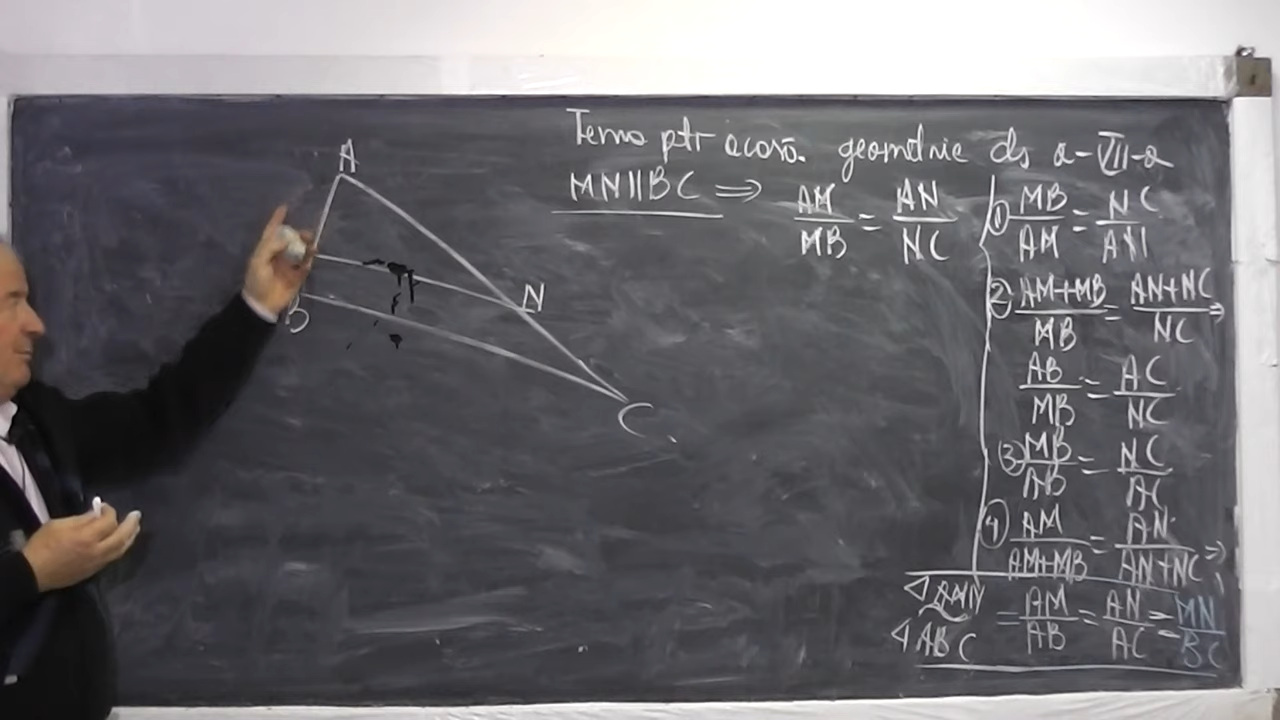 Tema ptr acasă. geometrie cls a-VII-a
MN||BC ⇒ AM/MB = AN/NC
① MB/AM = NC/AN
② AM+MB/MB = AN+NC/NC ⇒
AB/MB = AC/NC
③ MB/AB = NC/AC
④ AM/AM+MB = AN/AN+NC ⇒
△AMN ~ △ABC = AM/AB = AN/AC = MN/BC
A
N
B
C